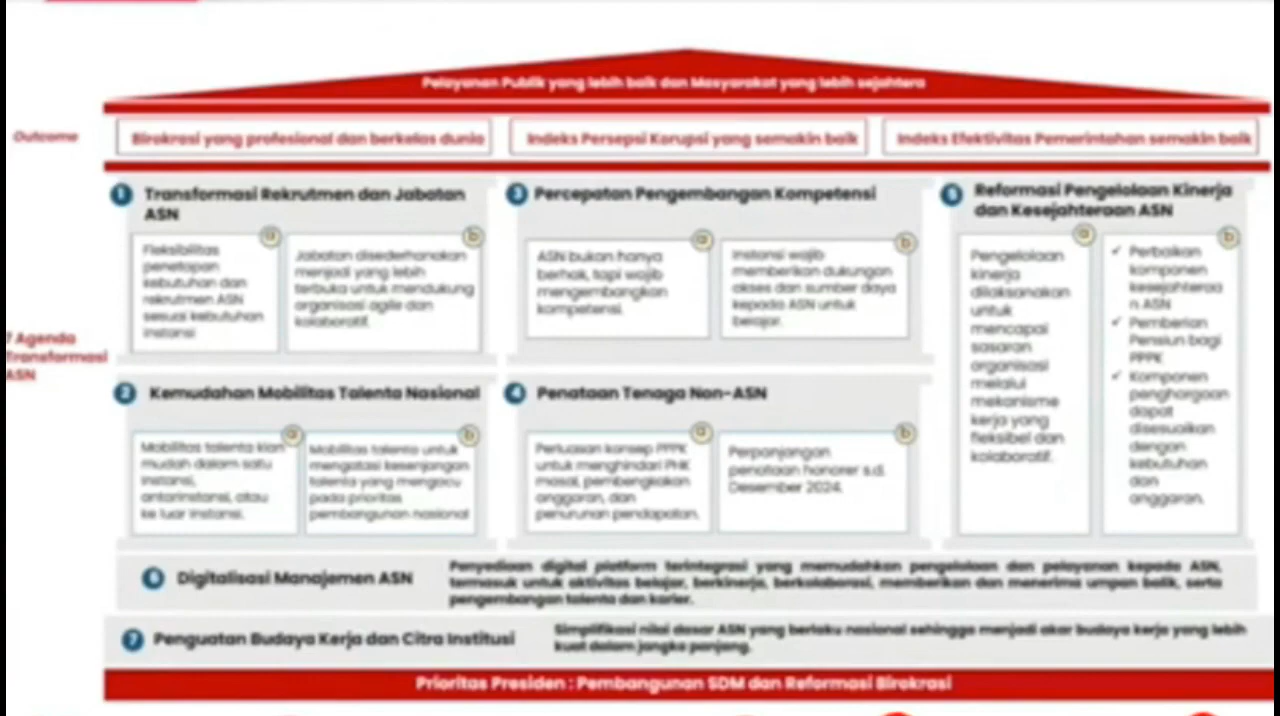 Pelayanan Publik yang lebih baik dan Masyarakat yang lebih sejahtera
Outcome
Birokrasi yang profesional dan berkelas dunia
Indeks Persepsi Korupsi yang semakin baik
Indeks Efektivitas Pemerintahan semakin baik
7 Agenda
Transformasi
ASN
1
Transformasi Rekrutmen dan Jabatan
ASN
a
Fleksibilitas
penetapan
kebutuhan dan
rekrutmen ASN
sesuai kebutuhan
instansi
b
Jabatan disederhanakan
menjadi yang lebih
terbuka untuk mendukung
organisasi agile dan
kolaboratif.
2
Kemudahan Mobilitas Talenta Nasional
a
Mobilitas talenta kian
mudah dalam satu
instansi,
antarinstansi, atau
ke luar instansi.
b
Mobilitas talenta untuk
mengatasi kesenjangan
talenta yang mengacu
pada prioritas
pembangunan nasional
3
Percepatan Pengembangan Kompetensi
a
ASN bukan hanya
berhak, tapi wajib
mengembangkan
kompetensi.
b
Instansi wajib
memberikan dukungan
akses dan sumber daya
kepada ASN untuk
belajar.
4
Penataan Tenaga Non-ASN
a
Perluasan konsep PPPK
untuk menghindari PHK
masal, pembengkakan
anggaran, dan
penurunan pendapatan.
b
Perpanjangan
penataan honorer s.d.
Desember 2024.
5
Reformasi Pengelolaan Kinerja
dan Kesejahteraan ASN
a
Pengelolaan
kinerja
dilaksanakan
untuk
mencapai
sasaran
organisasi
melalui
mekanisme
kerja yang
fleksibel dan
kolaboratif.
b
✓ Perbaikan
komponen
kesejahteraa
n ASN
✓ Pemberian
Pensiun bagi
PPPK
✓ Komponen
penghargaan
dapat
disesuaikan
dengan
kebutuhan
dan
anggaran.
6
Digitalisasi Manajemen ASN
Penyediaan digital platform terintegrasi yang memudahkan pengelolaan dan pelayanan kepada ASN,
termasuk untuk aktivitas belajar, berkinerja, berkolaborasi, memberikan dan menerima umpan balik, serta
pengembangan talenta dan karier.
7
Penguatan Budaya Kerja dan Citra Institusi
Simplifikasi nilai dasar ASN yang berlaku nasional sehingga menjadi akar budaya kerja yang lebih
kuat dalam jangka panjang.
Prioritas Presiden : Pembangunan SDM dan Reformasi Birokrasi